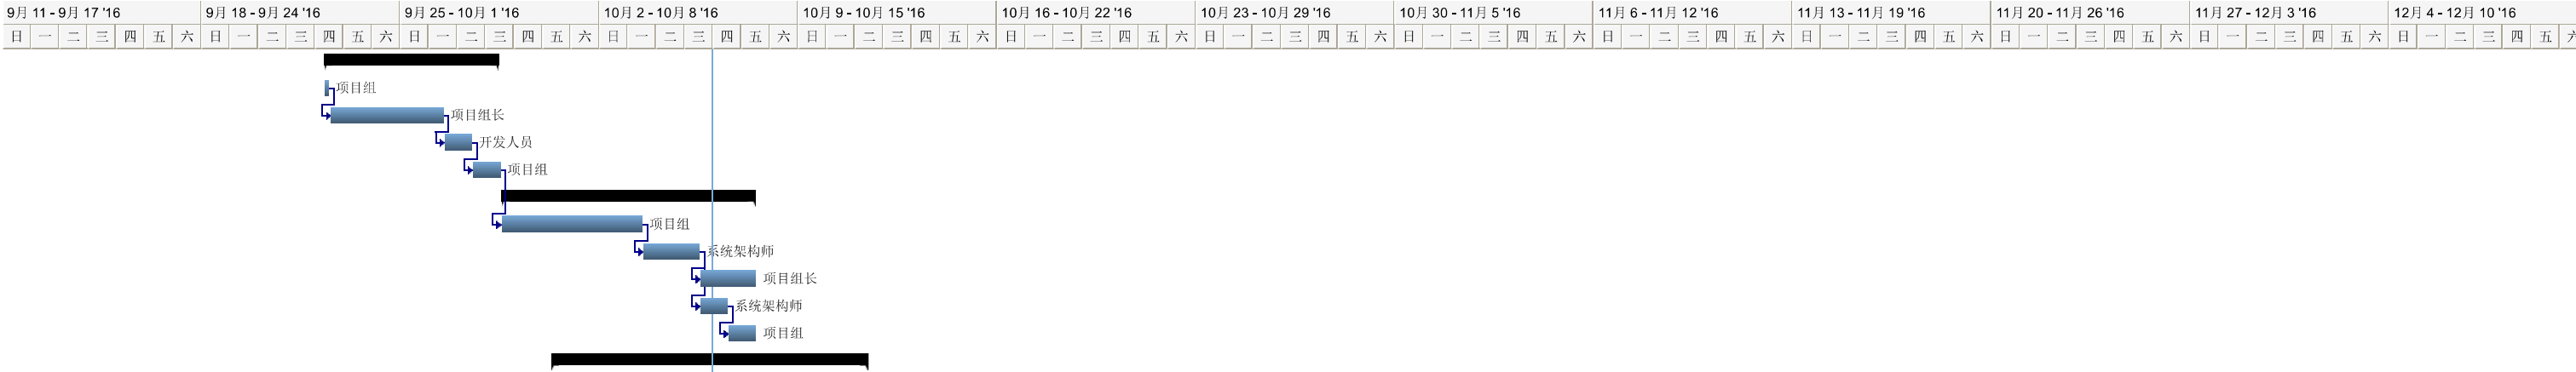 9月 11 - 9月 17 '16 9月 18 - 9月 24 '16 9月 25 - 10月 1 '16 10月 2 - 10月 8 '16 10月 9 - 10月 15 '16 10月 16 - 10月 22 '16 10月 23 - 10月 29 '16 10月 30 - 11月 5 '16 11月 6 - 11月 12 '16 11月 13 - 11月 19 '16 11月 20 - 11月 26 '16 11月 27 - 12月 3 '16 12月 4 - 12月 10 '16
日 一 二 三 四 五 六 日 一 二 三 四 五 六 日 一 二 三 四 五 六 日 一 二 三 四 五 六 日 一 二 三 四 五 六 日 一 二 三 四 五 六 日 一 二 三 四 五 六 日 一 二 三 四 五 六 日 一 二 三 四 五 六 日 一 二 三 四 五 六 日 一 二 三 四 五 六 日 一 二 三 四 五 六 日 一 二 三 四 五 六
项目组
项目组长
开发人员
项目组
项目组
系统架构师
项目组长
系统架构师
项目组